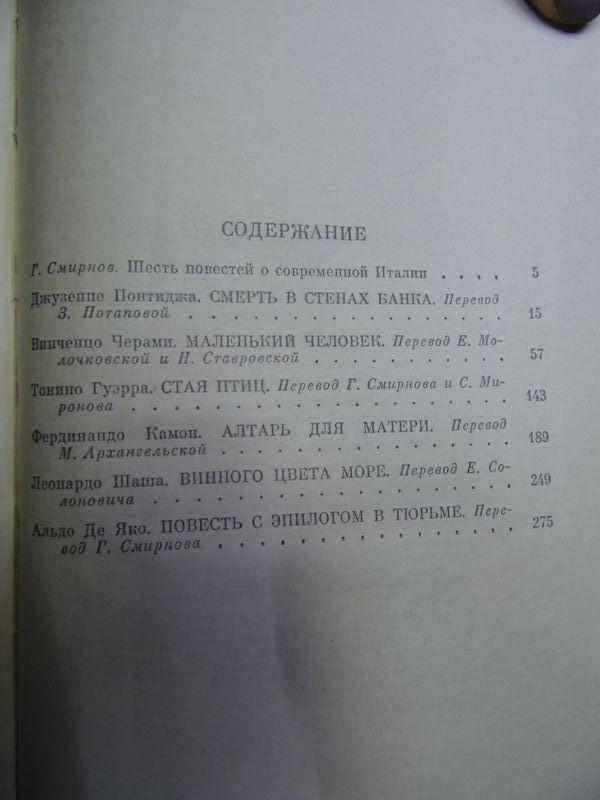 СОДЕРЖАНИЕ
Г. Смирнов. Шесть повестей о современной Италии . . . . 5
Джузеппе Понтиджа. СМЕРТЬ В СТЕНАХ БАНКА. Перевод
З. Потаповой . . . . . . . . . . . . . . . . 15
Винченцо Черами. МАЛЕНЬКИЙ ЧЕЛОВЕК. Перевод Е. Мо-
лочковской и Н. Ставровской . . . . . . . . . . 57
Тонино Гуэрра. СТАЯ ПТИЦ. Перевод Г. Смирнова и С. Ми-
ронова . . . . . . . . . . . . . . . . . . 143
Фердинандо Камон. АЛТАРЬ ДЛЯ МАТЕРИ. Перевод
М. Архангельской . . . . . . . . . . . . . . 189
Леонардо Шаша. ВИННОГО ЦВЕТА МОРЕ. Перевод Е. Со-
лоновича . . . . . . . . . . . . . . . . . 249
Альдо Де Яко. ПОВЕСТЬ С ЭПИЛОГОМ В ТЮРЬМЕ. Пере-
вод Г. Смирнова . . . . . . . . . . . . . . 275